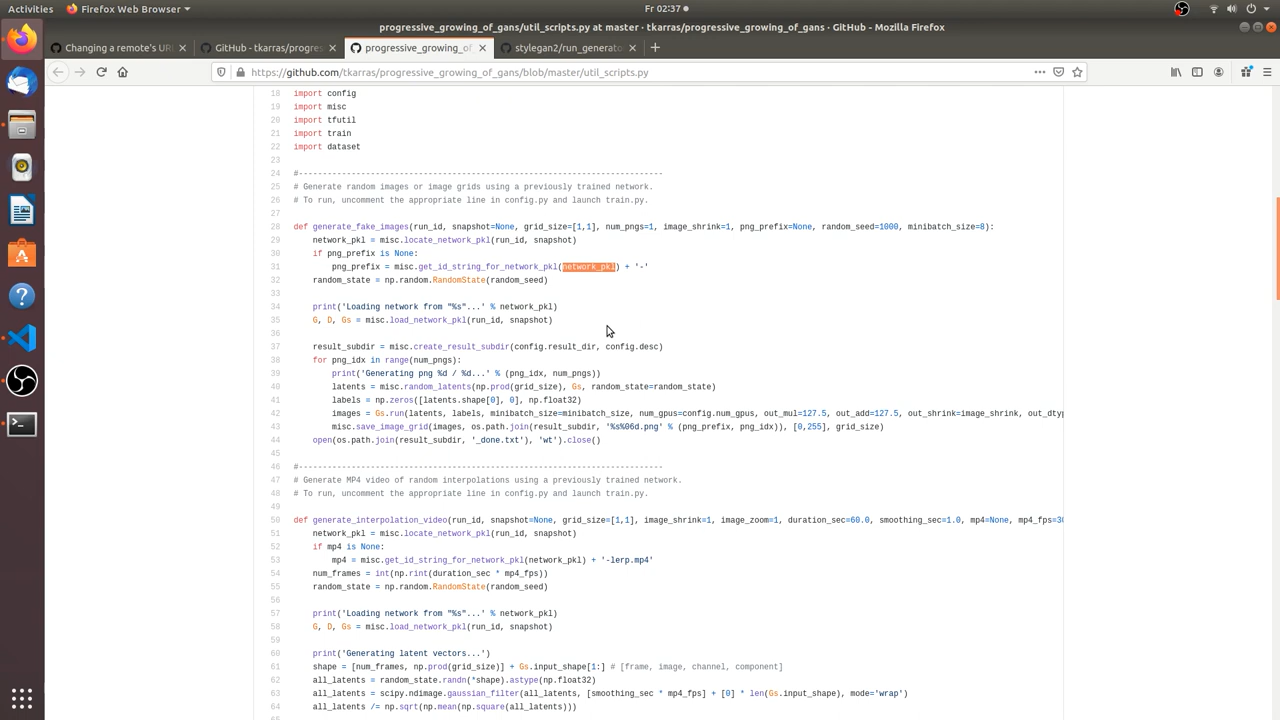 Activities
Firefox Web Browser
Fr 02:37
progressive_growing_of_gans/util_scripts.py at master · tkarras/progressive_growing_of_gans · GitHub - Mozilla Firefox
Changing a remote's UR
GitHub - tkarras/progres
progressive_growing_of_
stylegan2/run_generato
https://github.com/tkarras/progressive_growing_of_gans/blob/master/util_scripts.py
18 import config
19 import misc
20 import tfutil
21 import train
22 import dataset
23
24 #----------------------------------------------------------------------------
25 # Generate random images or image grids using a previously trained network.
26 # To run, uncomment the appropriate line in config.py and launch train.py.
27
28 def generate_fake_images(run_id, snapshot=None, grid_size=[1,1], num_pngs=1, image_shrink=1, png_prefix=None, random_seed=1000, minibatch_size=8):
29 network_pkl = misc.locate_network_pkl(run_id, snapshot)
30 if png_prefix is None:
31 png_prefix = misc.get_id_string_for_network_pkl(network_pkl) + '-'
32 random_state = np.random.RandomState(random_seed)
33
34 print('Loading network from "%s"...' % network_pkl)
35 G, D, Gs = misc.load_network_pkl(run_id, snapshot)
36
37 result_subdir = misc.create_result_subdir(config.result_dir, config.desc)
38 for png_idx in range(num_pngs):
39 print('Generating png %d / %d...' % (png_idx, num_pngs))
40 latents = misc.random_latents(np.prod(grid_size), Gs, random_state=random_state)
41 labels = np.zeros([latents.shape[0], 0], np.float32)
42 images = Gs.run(latents, labels, minibatch_size=minibatch_size, num_gpus=config.num_gpus, out_mul=127.5, out_add=127.5, out_shrink=image_shrink, out_dtyp
43 misc.save_image_grid(images, os.path.join(result_subdir, '%s%06d.png' % (png_prefix, png_idx)), [0,255], grid_size)
44 open(os.path.join(result_subdir, '_done.txt'), 'wt').close()
45
46 #----------------------------------------------------------------------------
47 # Generate MP4 video of random interpolations using a previously trained network.
48 # To run, uncomment the appropriate line in config.py and launch train.py.
49
50 def generate_interpolation_video(run_id, snapshot=None, grid_size=[1,1], image_shrink=1, image_zoom=1, duration_sec=60.0, smoothing_sec=1.0, mp4=None, mp4_fps=30
51 network_pkl = misc.locate_network_pkl(run_id, snapshot)
52 if mp4 is None:
53 mp4 = misc.get_id_string_for_network_pkl(network_pkl) + '-lerp.mp4'
54 num_frames = int(np.rint(duration_sec * mp4_fps))
55 random_state = np.random.RandomState(random_seed)
56
57 print('Loading network from "%s"...' % network_pkl)
58 G, D, Gs = misc.load_network_pkl(run_id, snapshot)
59
60 print('Generating latent vectors...')
61 shape = [num_frames, np.prod(grid_size)] + Gs.input_shape[1:] # [frame, image, channel, component]
62 all_latents = random_state.randn(*shape).astype(np.float32)
63 all_latents = scipy.ndimage.gaussian_filter(all_latents, [smoothing_sec * mp4_fps] + [0] * len(Gs.input_shape), mode='wrap')
64 all_latents /= np.sqrt(np.mean(np.square(all_latents)))